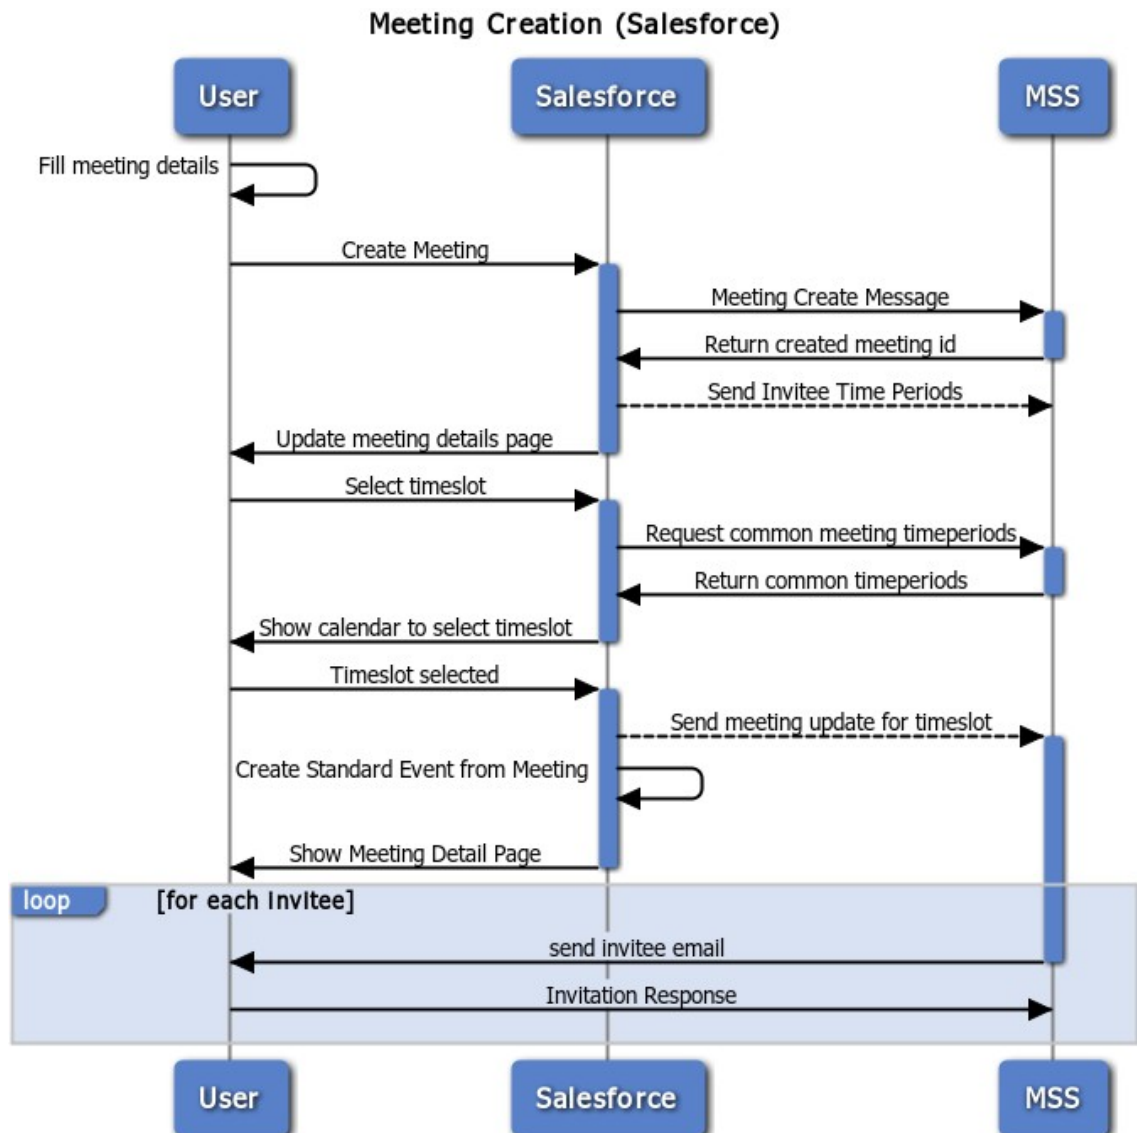 Meeting Creation (Salesforce)
User
Salesforce
MSS
Fill meeting details
Create Meeting
Meeting Create Message
Return created meeting id
Send Invitee Time Periods
Update meeting details page
Select timeslot
Request common meeting timeperiods
Return common timeperiods
Show calendar to select timeslot
Timeslot selected
Send meeting update for timeslot
Create Standard Event from Meeting
Show Meeting Detail Page
loop [for each Invitee]
send invitee email
Invitation Response
User
Salesforce
MSS